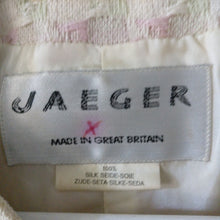 JAEGER
MADE IN GREAT BRITAIN
100%
SILK SEIDE-SOIE
ZIJDE-SETA-SILKE-SEDA